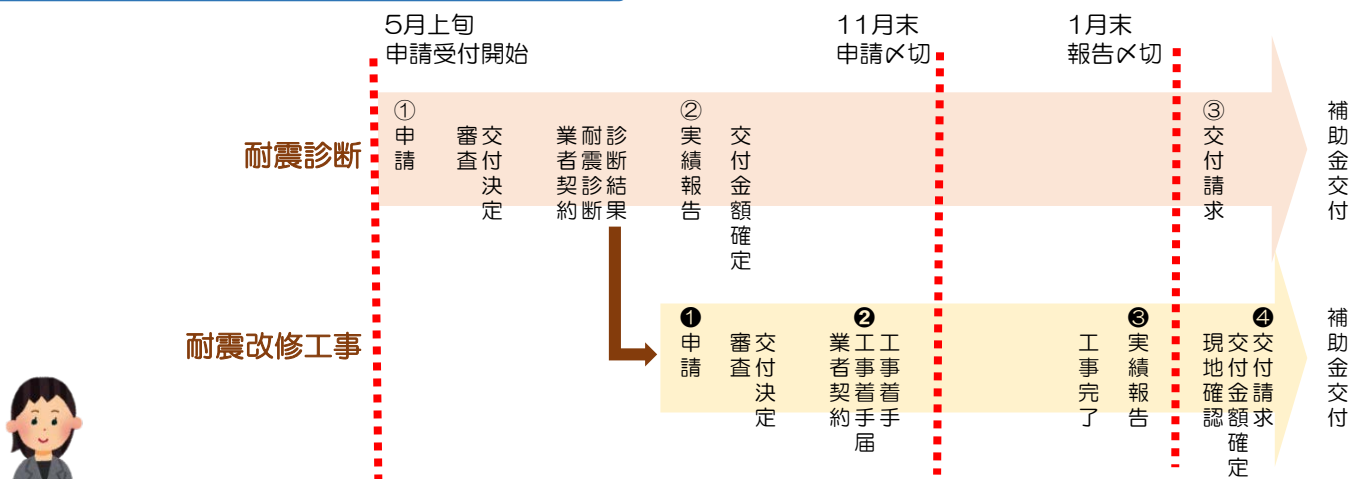 5月上旬
申請受付開始
11月末
申請〆切
1月末
報告〆切
耐震診断
①申請
審査
交付決定
業者契約
耐震診断
診断結果
②実績報告
交付金額確定
③交付請求
補助金交付
耐震改修工事
❶申請
審査
交付決定
業者契約
❷工事着手届
工事着手
工事完了
❸実績報告
現地確認
交付金額確定
❹交付請求
補助金交付